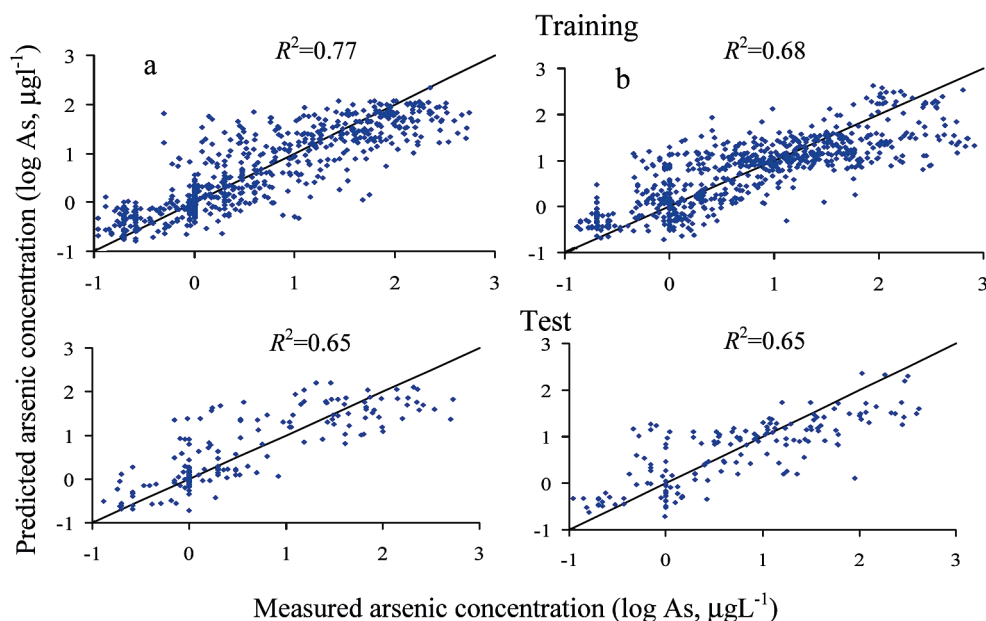 Training
R²=0.77
R²=0.68
a
b
3
2
1
0
-1
-1 0 1 2 3
3
2
1
0
-1
-1 0 1 2 3
Predicted arsenic concentration (log As, µgl⁻¹)
Test
R²=0.65
R²=0.65
3
2
1
0
-1
-1 0 1 2 3
3
2
1
0
-1
-1 0 1 2 3
Measured arsenic concentration (log As, µgL⁻¹)